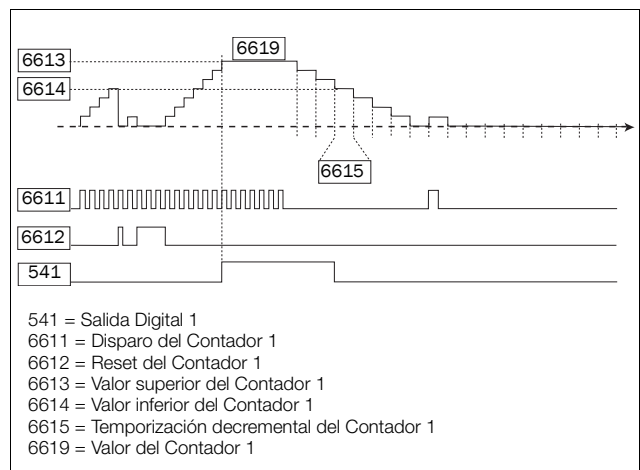 6619
6613
6614
6615
6611
6612
541
541 = Salida Digital 1
6611 = Disparo del Contador 1
6612 = Reset del Contador 1
6613 = Valor superior del Contador 1
6614 = Valor inferior del Contador 1
6615 = Temporización decremental del Contador 1
6619 = Valor del Contador 1